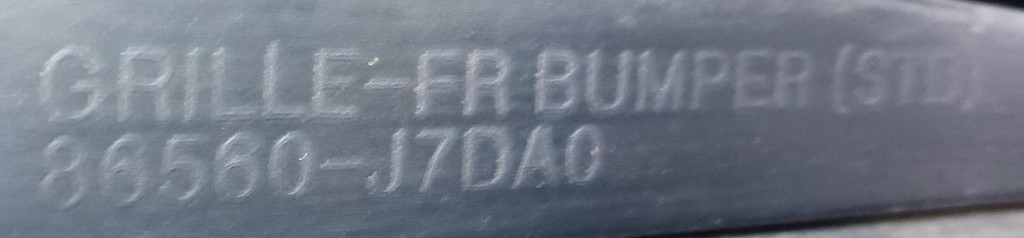 GRILLE-FR BUMPER (STD)
86560-J7DA0